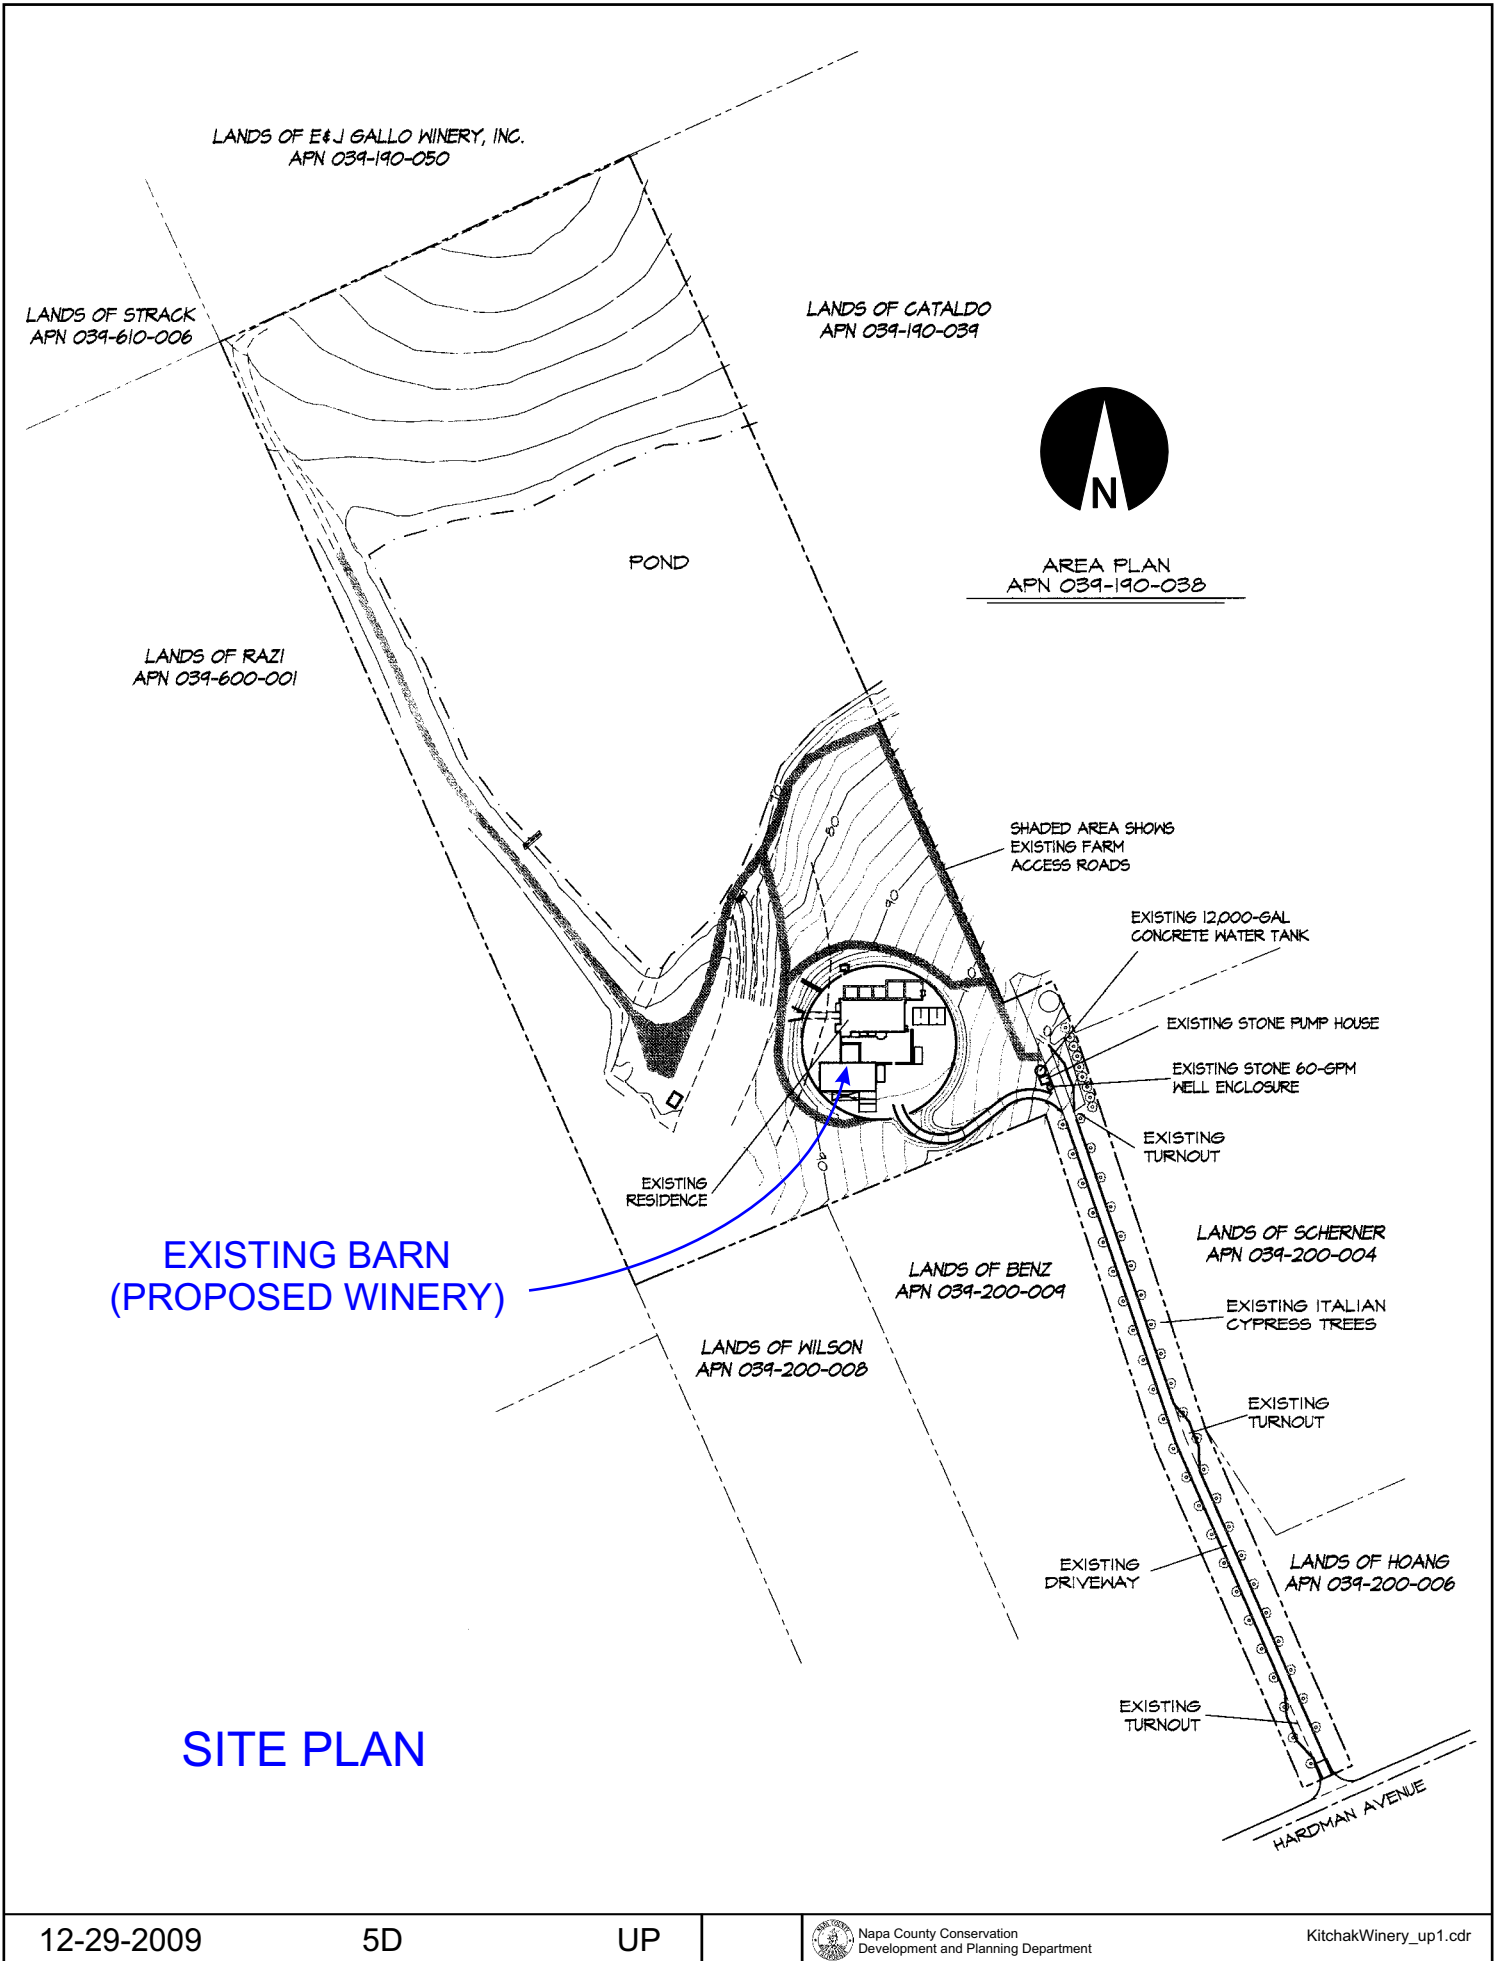 LANDS OF E&J GALLO WINERY, INC.
APN 039-190-050
LANDS OF STRACK
APN 039-610-006
LANDS OF CATALDO
APN 039-190-039
N
AREA PLAN
APN 039-190-038
POND
LANDS OF RAZI
APN 039-600-001
SHADED AREA SHOWS
EXISTING FARM
ACCESS ROADS
EXISTING 12,000-GAL
CONCRETE WATER TANK
EXISTING STONE PUMP HOUSE
EXISTING STONE 60-GPM
WELL ENCLOSURE
EXISTING
TURNOUT
90
EXISTING
RESIDENCE
90
EXISTING BARN
(PROPOSED WINERY)
LANDS OF SCHERNER
APN 039-200-004
LANDS OF BENZ
APN 039-200-009
EXISTING ITALIAN
CYPRESS TREES
LANDS OF WILSON
APN 039-200-008
EXISTING
TURNOUT
EXISTING
DRIVEWAY
LANDS OF HOANG
APN 039-200-006
EXISTING
TURNOUT
SITE PLAN
HARDMAN AVENUE
12-29-2009
5D
UP
Napa County Conservation
Development and Planning Department
KitchakWinery_up1.cdr